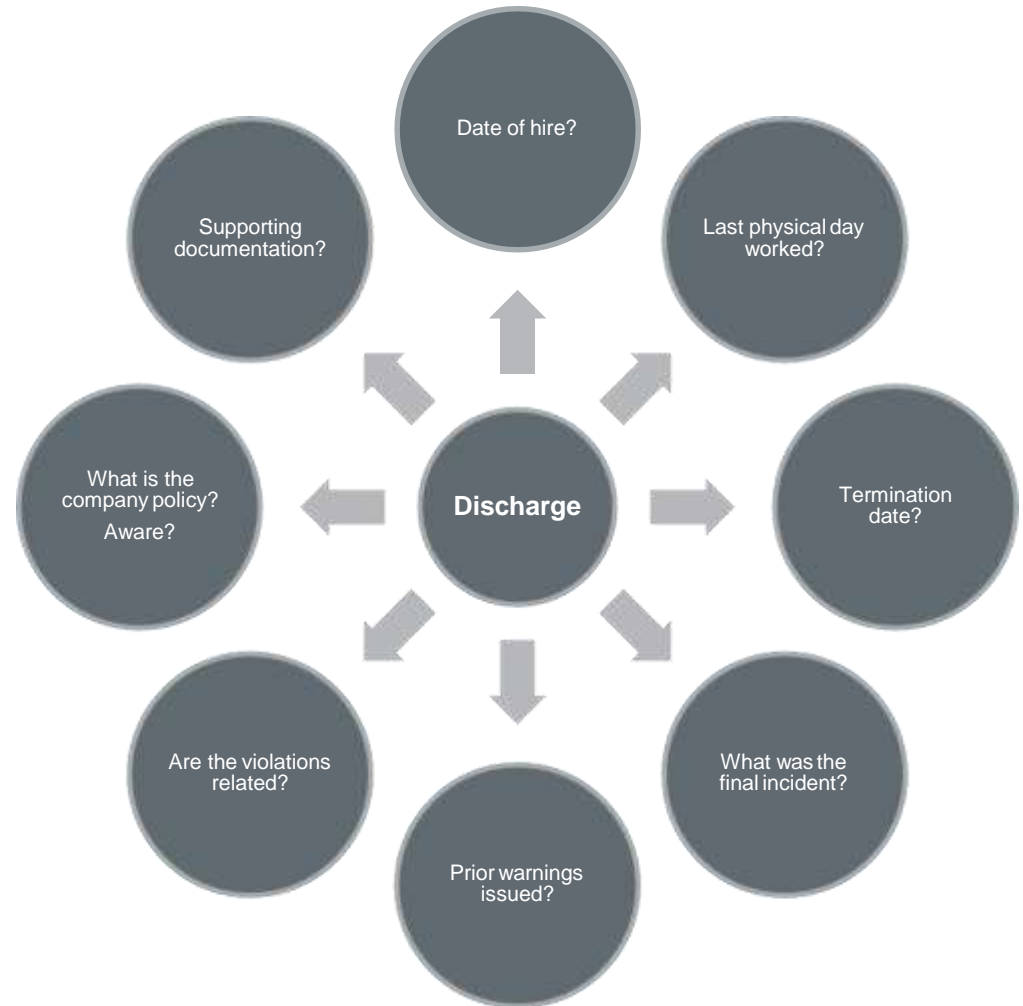 Date of hire?
Last physical day
worked?
Termination
date?
What was the
final incident?
Prior warnings
issued?
Are the violations
related?
What is the
company policy?
Aware?
Supporting
documentation?
Discharge